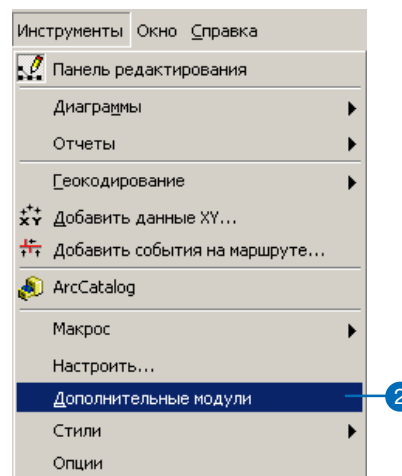 Инструменты Окно Справка
Панель редактирования
Диаграммы
Отчеты
Геокодирование
Добавить данные XY...
Добавить события на маршруте...
ArcCatalog
Макрос
Настроить...
Дополнительные модули 2
Стили
Опции